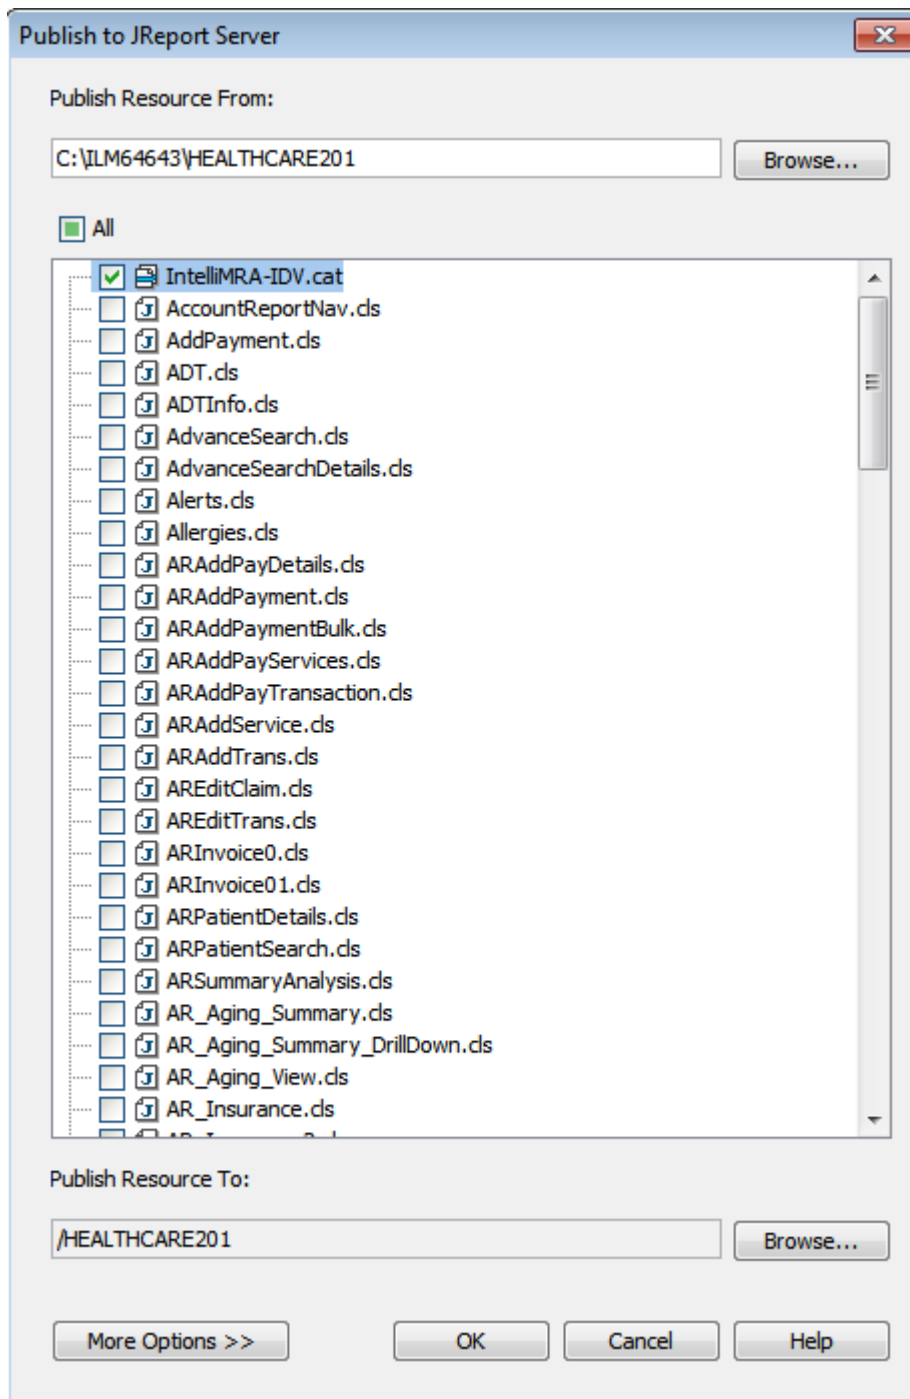 Publish to JReport Server
Publish Resource From:
C:\ILM64643\HEALTHCARE201
Browse...
All
IntelliMRA-IDV.cat
AccountReportNav.cls
AddPayment.cls
ADT.cls
ADTInfo.cls
AdvanceSearch.cls
AdvanceSearchDetails.cls
Alerts.cls
Allergies.cls
ARAddPayDetails.cls
ARAddPayment.cls
ARAddPaymentBulk.cls
ARAddPayServices.cls
ARAddPayTransaction.cls
ARAddService.cls
ARAddTrans.cls
AREditClaim.cls
AREditTrans.cls
ARInvoice0.cls
ARInvoice01.cls
ARPatientDetails.cls
ARPatientSearch.cls
ARSummaryAnalysis.cls
AR_Aging_Summary.cls
AR_Aging_Summary_DrillDown.cls
AR_Aging_View.cls
AR_Insurance.cls
Publish Resource To:
/HEALTHCARE201
Browse...
More Options >>
OK
Cancel
Help